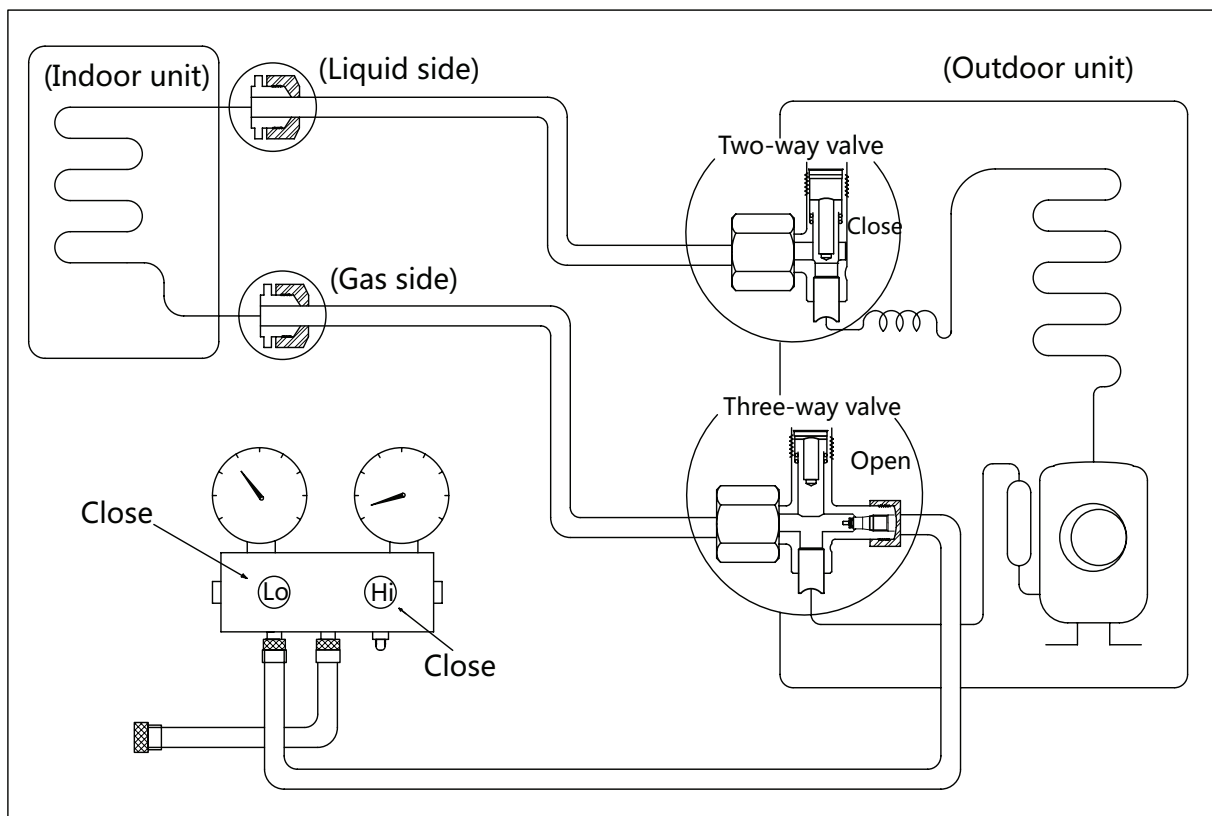 (Indoor unit)
(Liquid side)
(Outdoor unit)
Two-way valve
Close
(Gas side)
Three-way valve
Open
Close
Lo
Hi
Close